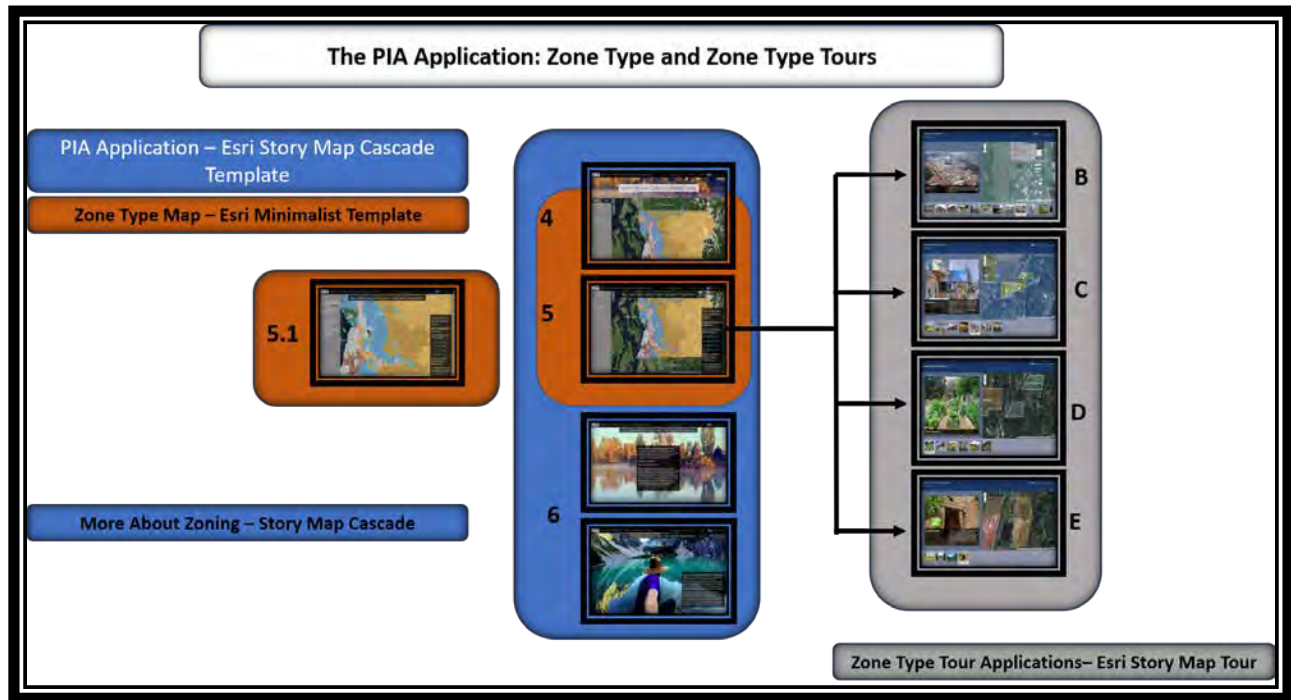 The PIA Application: Zone Type and Zone Type Tours
PIA Application – Esri Story Map Cascade
Template
Zone Type Map – Esri Minimalist Template
4
5
5.1
6
More About Zoning – Story Map Cascade
B
C
D
E
Zone Type Tour Applications– Esri Story Map Tour